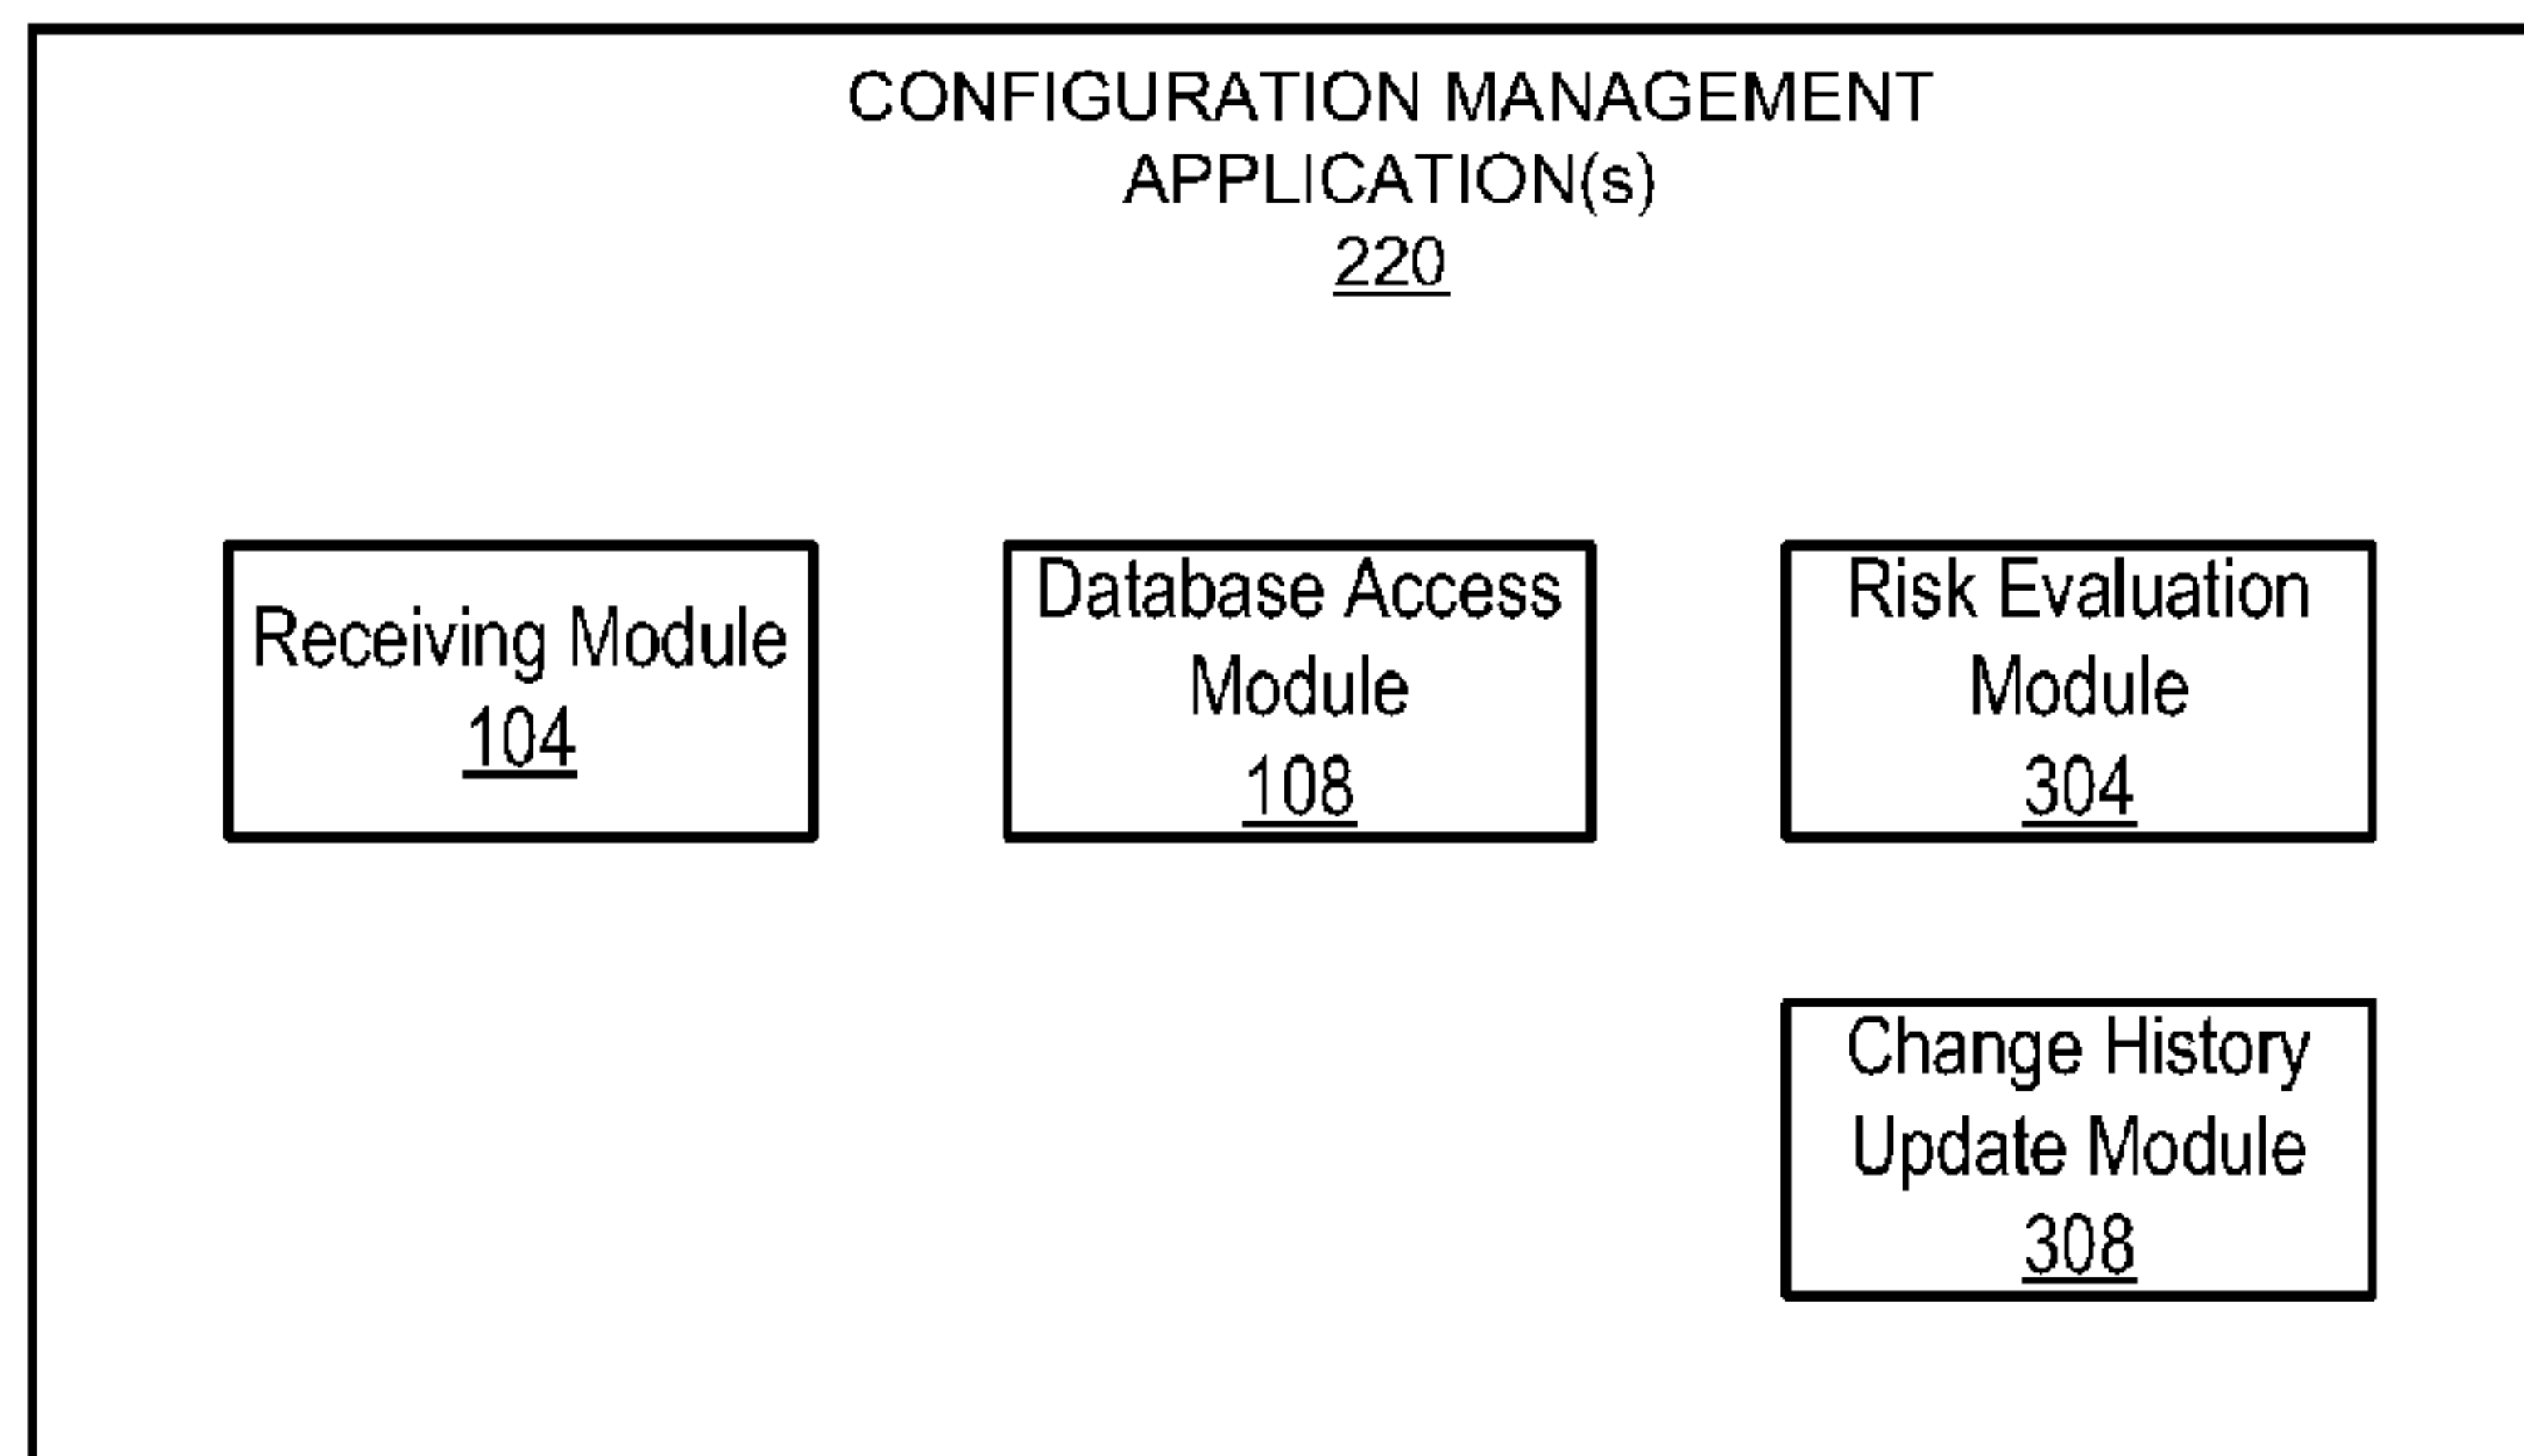 CONFIGURATION MANAGEMENT
APPLICATION(s)
220
Receiving Module
104
Database Access
Module
108
Risk Evaluation
Module
304
Change History
Update Module
308